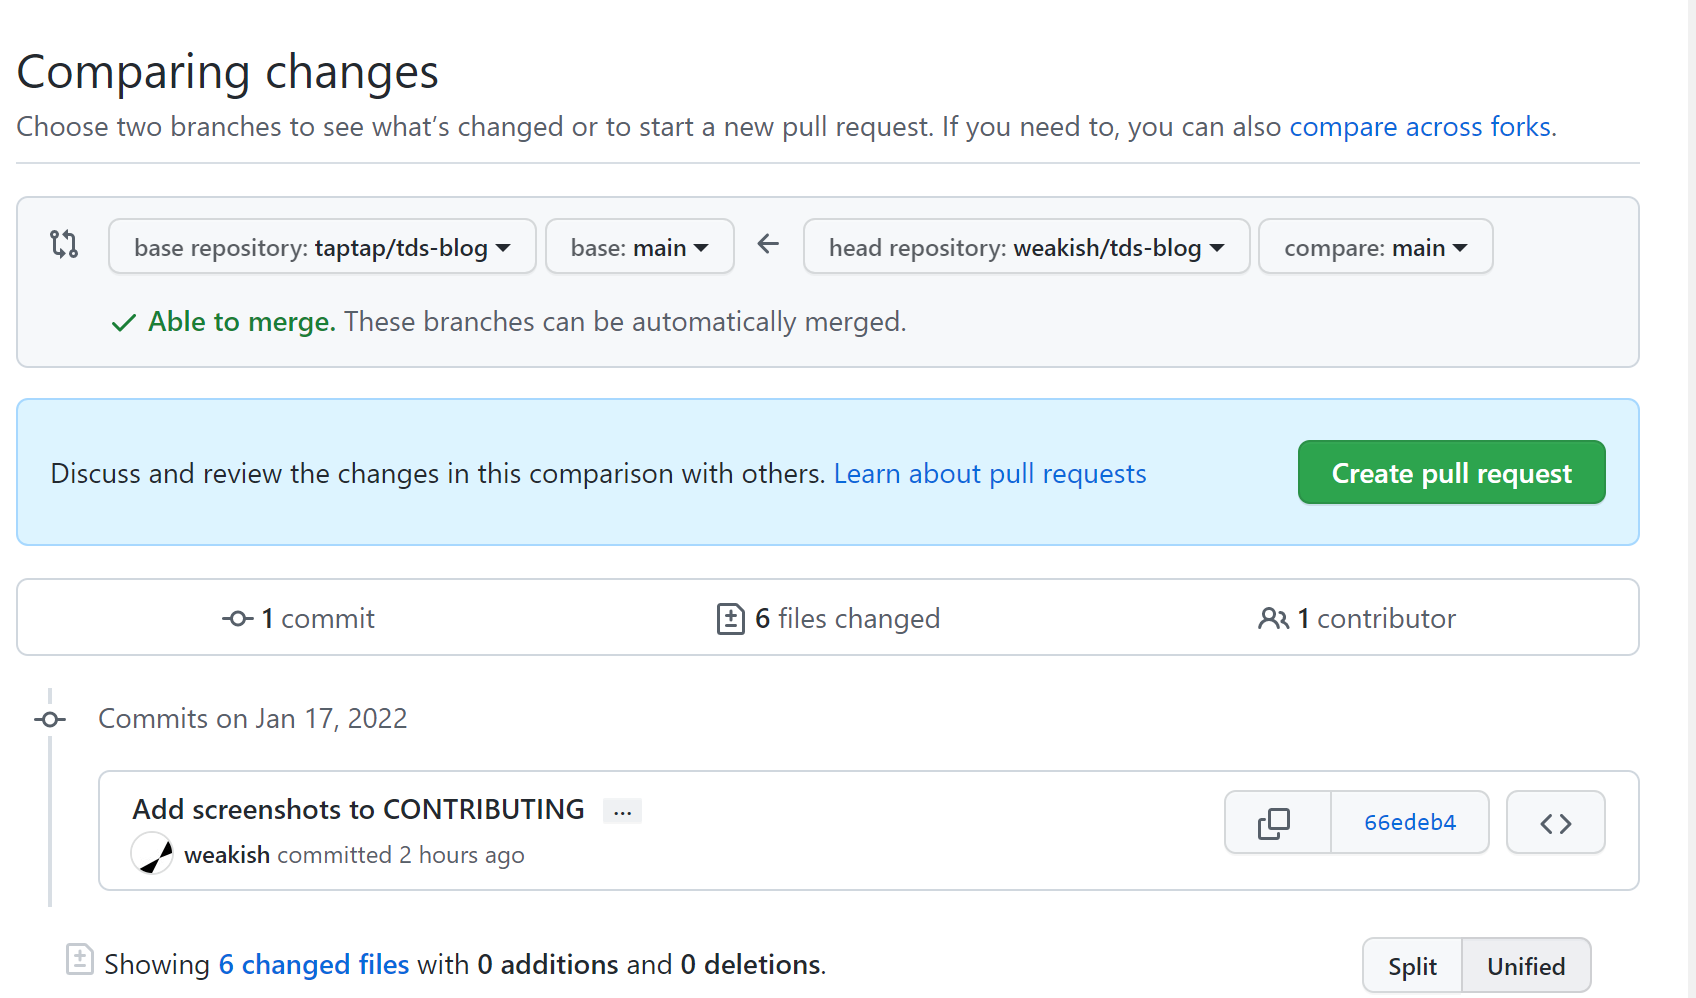 Comparing changes
Choose two branches to see what’s changed or to start a new pull request. If you need to, you can also compare across forks.
base repository: taptap/tds-blog base: main head repository: weakish/tds-blog compare: main
Able to merge. These branches can be automatically merged.
Discuss and review the changes in this comparison with others. Learn about pull requests Create pull request
1 commit 6 files changed 1 contributor
Commits on Jan 17, 2022
Add screenshots to CONTRIBUTING …
66edeb4
weakish committed 2 hours ago
Showing 6 changed files with 0 additions and 0 deletions. Split Unified